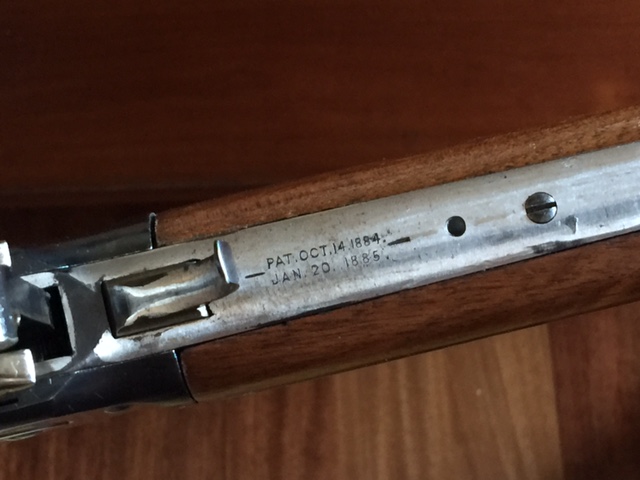 — PAT. OCT. 14. 1884. —
JAN. 20. 1885.